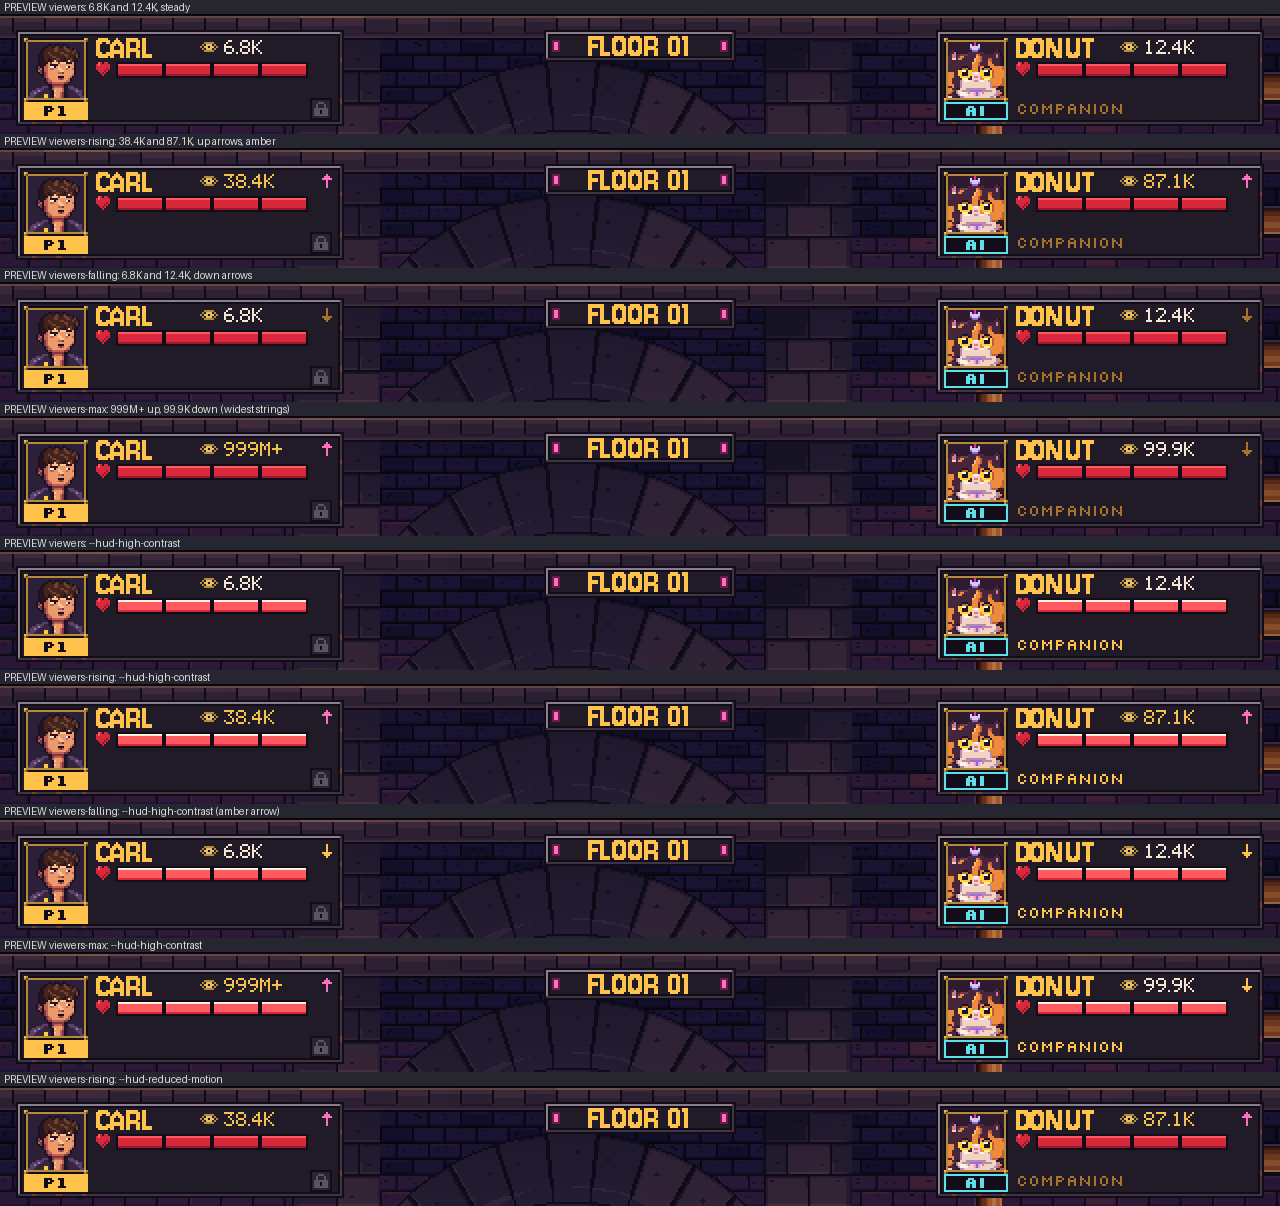 PREVIEW viewers: 6.8K and 12.4K, steady
CARL 6.8K FLOOR 01 DONUT 12.4K
P1 AI COMPANION
PREVIEW viewers-rising: 38.4K and 87.1K, up arrows, amber
CARL 38.4K FLOOR 01 DONUT 87.1K
P1 AI COMPANION
PREVIEW viewers-falling: 6.8K and 12.4K, down arrows
CARL 6.8K FLOOR 01 DONUT 12.4K
P1 AI COMPANION
PREVIEW viewers-max: 999M+ up, 99.9K down (widest strings)
CARL 999M+ FLOOR 01 DONUT 99.9K
P1 AI COMPANION
PREVIEW viewers: --hud-high-contrast
CARL 6.8K FLOOR 01 DONUT 12.4K
P1 AI COMPANION
PREVIEW viewers-rising: --hud-high-contrast
CARL 38.4K FLOOR 01 DONUT 87.1K
P1 AI COMPANION
PREVIEW viewers-falling: --hud-high-contrast (amber arrow)
CARL 6.8K FLOOR 01 DONUT 12.4K
P1 AI COMPANION
PREVIEW viewers-max: --hud-high-contrast
CARL 999M+ FLOOR 01 DONUT 99.9K
P1 AI COMPANION
PREVIEW viewers-rising: --hud-reduced-motion
CARL 38.4K FLOOR 01 DONUT 87.1K
P1 AI COMPANION